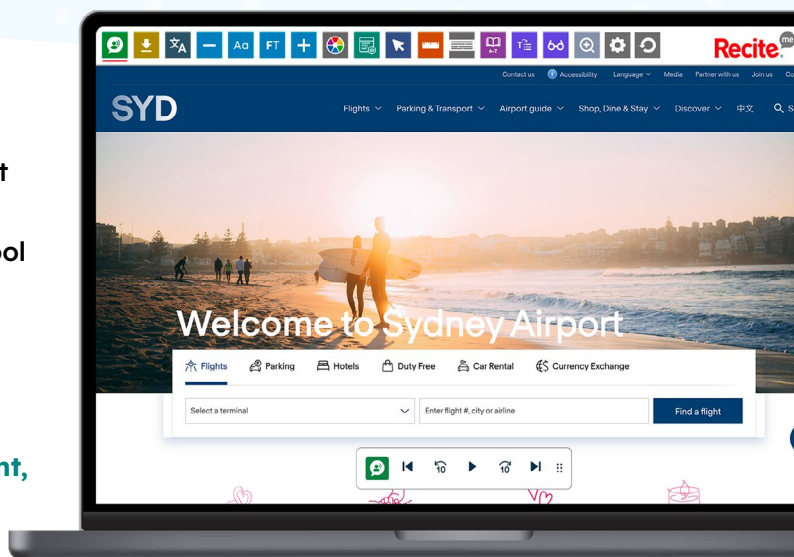 Aa FT
A-Z
Recite me
Contact us Accessibility Language Media Partner with us Join us
SYD
Flights Parking & Transport Airport guide Shop, Dine & Stay Discover 中文
Welcome to Sydney Airport
Flights Parking Hotels Duty Free Car Rental Currency Exchange
Select a terminal Enter flight #, city or airline Find a flight
10 10